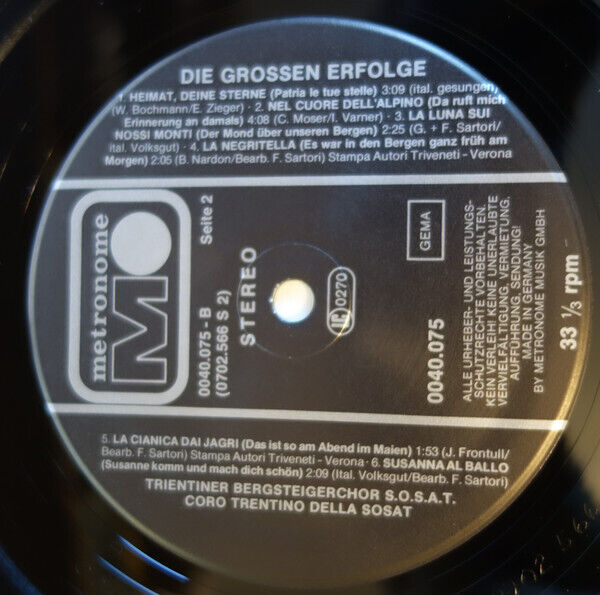 DIE GROSSEN ERFOLGE
1. HEIMAT, DEINE STERNE (Patria le tue stelle) 3:09 (ital. gesungen)
(W. Bochmann/E. Zieger) · 2. NEL CUORE DELL'ALPINO (Da ruft mich
Erinnerung an damals) 4:08 (C. Moser/I. Varner) · 3. LA LUNA SUI
NOSSI MONTI (Der Mond über unseren Bergen) 2:25 (G. + F. Sartori/
ital. Volksgut) · 4. LA NEGRITELLA (Es war in den Bergen ganz früh am
Morgen) 2:05 (B. Nardon/Bearb. F. Sartori) Stampa Autori Triveneti - Verona
metronome
MO
Seite 2
0040.075 - B
(0702.566 S 2)
STEREO
LC 0270
GEMA
0040.075
ALLE URHEBER- UND LEISTUNGS-
SCHUTZRECHTE VORBEHALTEN.
KEIN VERLEIH! KEINE UNERLAUBTE
VERVIELFÄLTIGUNG, VERMIETUNG,
AUFFÜHRUNG, SENDUNG!
MADE IN GERMANY
BY METRONOME MUSIK GMBH
33 1/3 rpm
5. LA CIANICA DAI JAGRI (Das ist so am Abend im Maien) 1:53 (J. Frontull/
Bearb. F. Sartori) Stampa Autori Triveneti - Verona · 6. SUSANNA AL BALLO
(Susanne komm und mach dich schön) 2:09 (Ital. Volksgut/Bearb. F. Sartori)
TRIENTINER BERGSTEIGERCHOR S.O.S.A.T.
CORO TRENTINO DELLA SOSAT